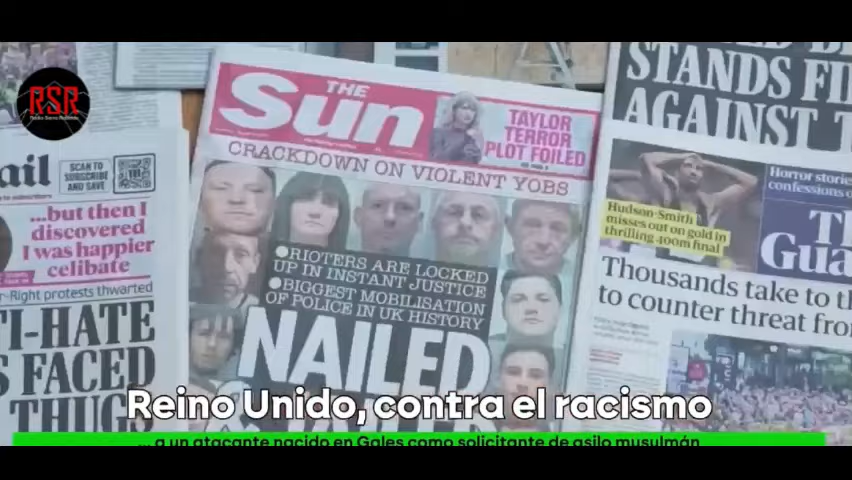 RSR
THE
Sun
TAYLOR
TERROR
PLOT FOILED
CRACKDOWN ON VIOLENT YOBS
RIOTERS ARE LOCKED
UP IN INSTANT JUSTICE
BIGGEST MOBILISATION
OF POLICE IN UK HISTORY
NAILED
ail
SCAN TO
SUBSCRIBE
AND SAVE
...but then I
discovered
I was happier
celibate
-Right protests thwarted
TI-HATE
S FACED
THUGS
STANDS FI
AGAINST T
Hudson-Smith
misses out on gold in
thrilling 400m final
Horror storie
confessions o
Th
Gua
Thousands take to th
to counter threat fro
Reino Unido, contra el racismo
... a un atacante nacido en Gales como solicitante de asilo musulmán